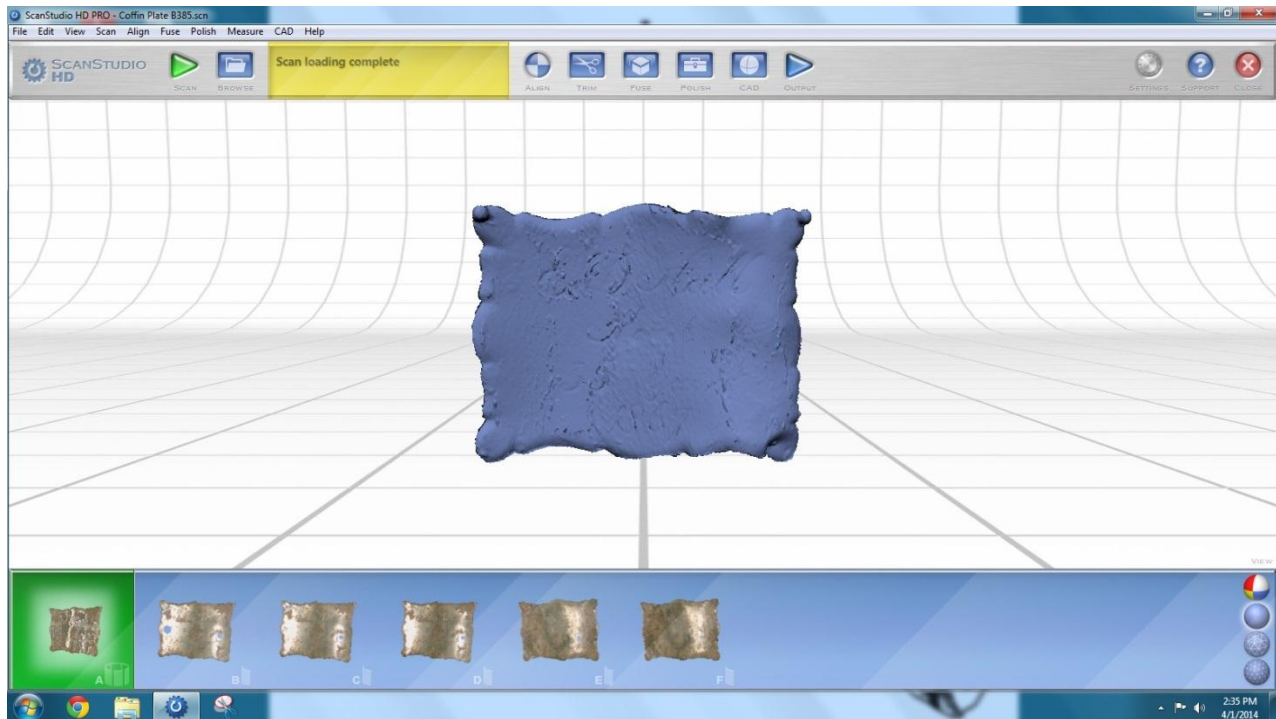 ScanStudio HD PRO - Coffin Plate B385.scn
File Edit View Scan Align Fuse Polish Measure CAD Help
SCANSTUDIO HD
SCAN BROWSE
Scan loading complete
ALIGN TRIM FUSE POLISH CAD OUTPUT
SETTINGS SUPPORT CLOSE
VIEW
A B C D E F
2:35 PM
4/1/2014